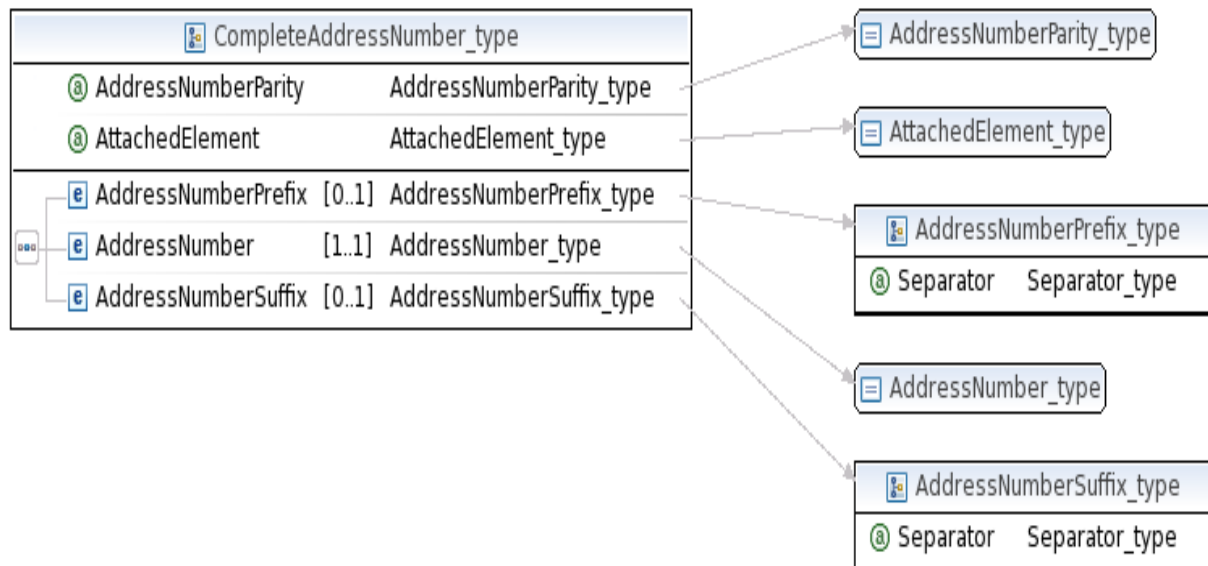 CompleteAddressNumber_type
AddressNumberParity AddressNumberParity_type
AttachedElement AttachedElement_type
AddressNumberPrefix [0..1] AddressNumberPrefix_type
AddressNumber [1..1] AddressNumber_type
AddressNumberSuffix [0..1] AddressNumberSuffix_type
AddressNumberParity_type
AttachedElement_type
AddressNumberPrefix_type
Separator Separator_type
AddressNumber_type
AddressNumberSuffix_type
Separator Separator_type